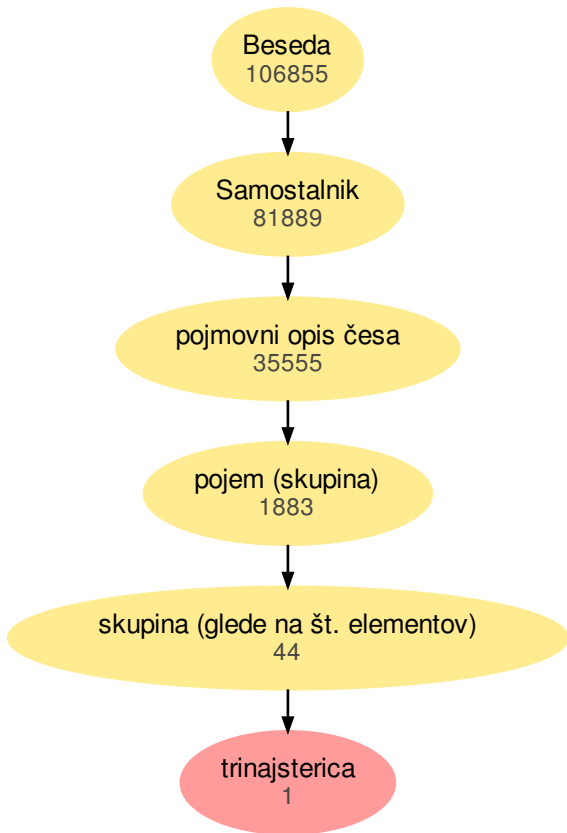 Beseda
106855
Samostalnik
81889
pojmovni opis česa
35555
pojem (skupina)
1883
skupina (glede na št. elementov)
44
trinajsterica
1